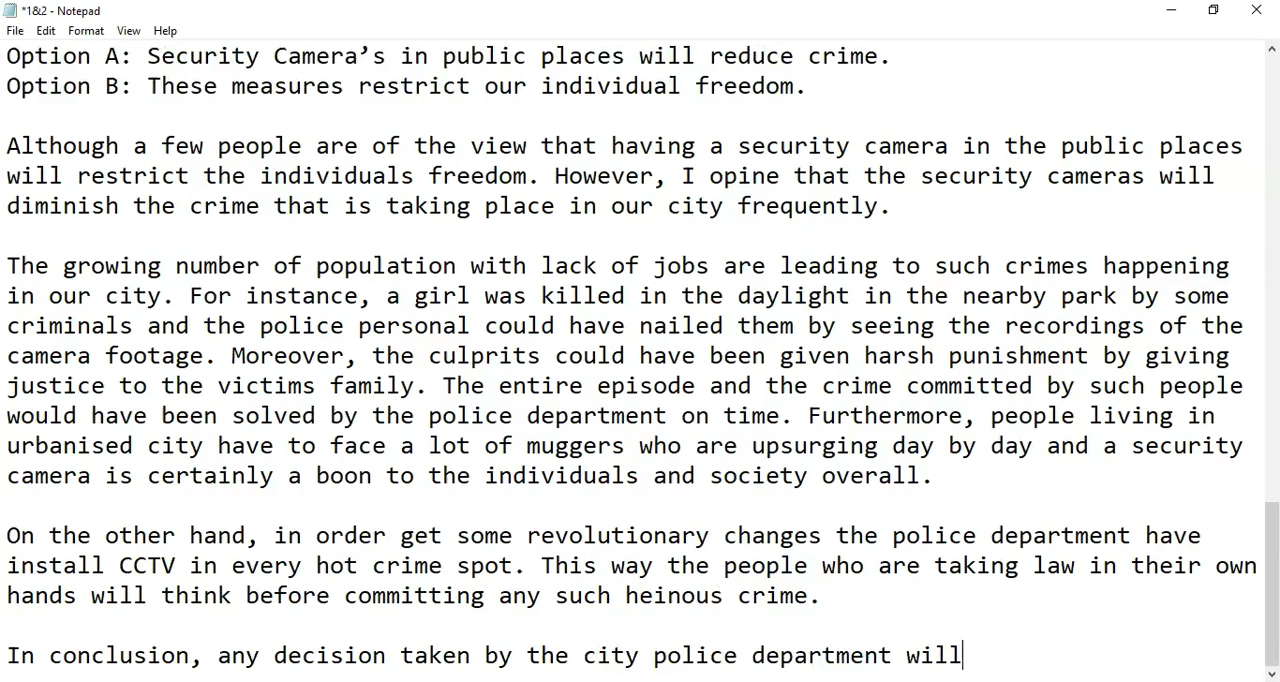 *1&2 - Notepad
File Edit Format View Help
Option A: Security Camera’s in public places will reduce crime.
Option B: These measures restrict our individual freedom.
Although a few people are of the view that having a security camera in the public places
will restrict the individuals freedom. However, I opine that the security cameras will
diminish the crime that is taking place in our city frequently.
The growing number of population with lack of jobs are leading to such crimes happening
in our city. For instance, a girl was killed in the daylight in the nearby park by some
criminals and the police personal could have nailed them by seeing the recordings of the
camera footage. Moreover, the culprits could have been given harsh punishment by giving
justice to the victims family. The entire episode and the crime committed by such people
would have been solved by the police department on time. Furthermore, people living in
urbanised city have to face a lot of muggers who are upsurging day by day and a security
camera is certainly a boon to the individuals and society overall.
On the other hand, in order get some revolutionary changes the police department have
install CCTV in every hot crime spot. This way the people who are taking law in their own
hands will think before committing any such heinous crime.
In conclusion, any decision taken by the city police department will